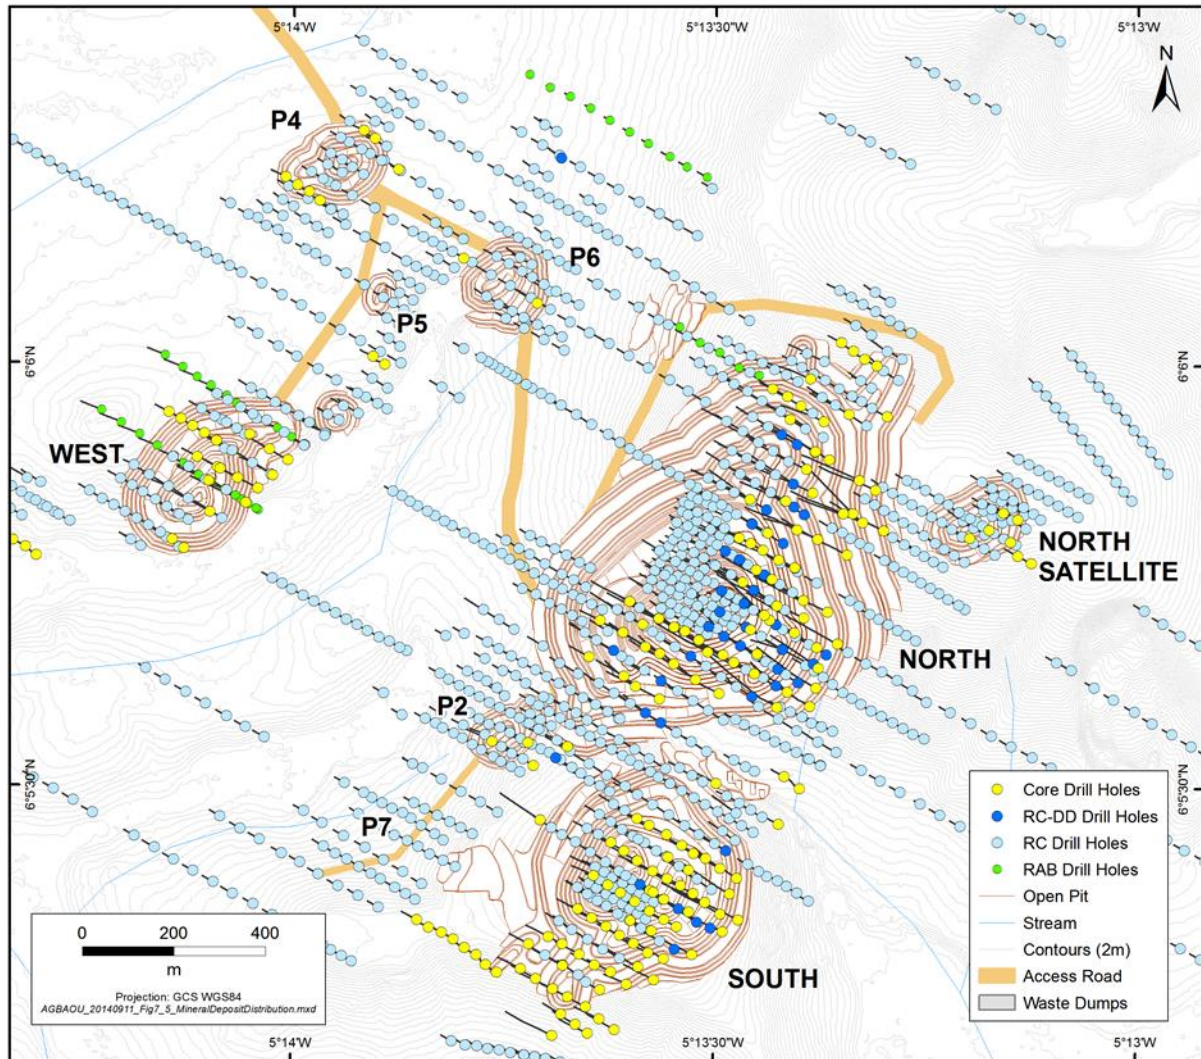 5°14'W
5°13'30"W
5°13'W
N
P4
P6
P5
6°6'N
6°6'N
WEST
NORTH
SATELLITE
NORTH
P2
6°5'30"N
6°5'30"N
P7
SOUTH
Core Drill Holes
RC-DD Drill Holes
RC Drill Holes
RAB Drill Holes
Open Pit
Stream
Contours (2m)
Access Road
Waste Dumps
0 200 400
m
Projection: GCS WGS84
AGBAOU_20140911_Fig7_5_MineralDepositDistribution.mxd
5°14'W
5°13'30"W
5°13'W